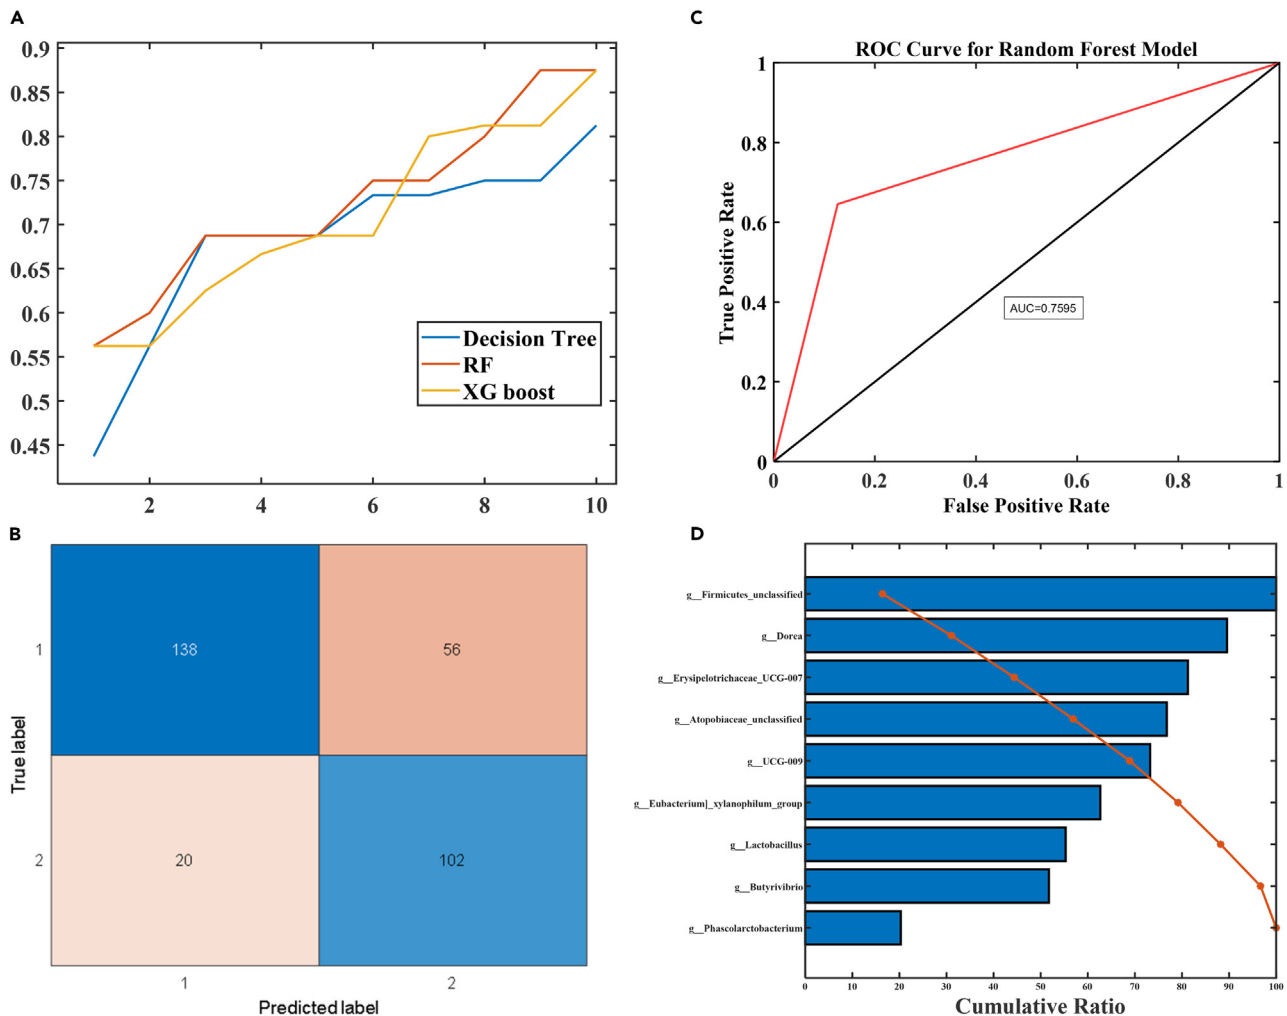 A
0.9
0.85
0.8
0.75
0.7
0.65
0.6
0.55
0.5
0.45
Decision Tree
RF
XG boost
2 4 6 8 10
C
ROC Curve for Random Forest Model
True Positive Rate
1
0.8
0.6
0.4
0.2
0
AUC=0.7595
0 0.2 0.4 0.6 0.8 1
False Positive Rate
B
True label
1
138 56
2
20 102
1 2
Predicted label
D
g__Firmicutes_unclassified
g__Dorea
g__Erysipelotrichaceae_UCG-007
g__Atopobiaceae_unclassified
g__UCG-009
g__Eubacterium]_xylanophilum_group
g__Lactobacillus
g__Butyrivibrio
g__Phascolarctobacterium
0 10 20 30 40 50 60 70 80 90 100
Cumulative Ratio